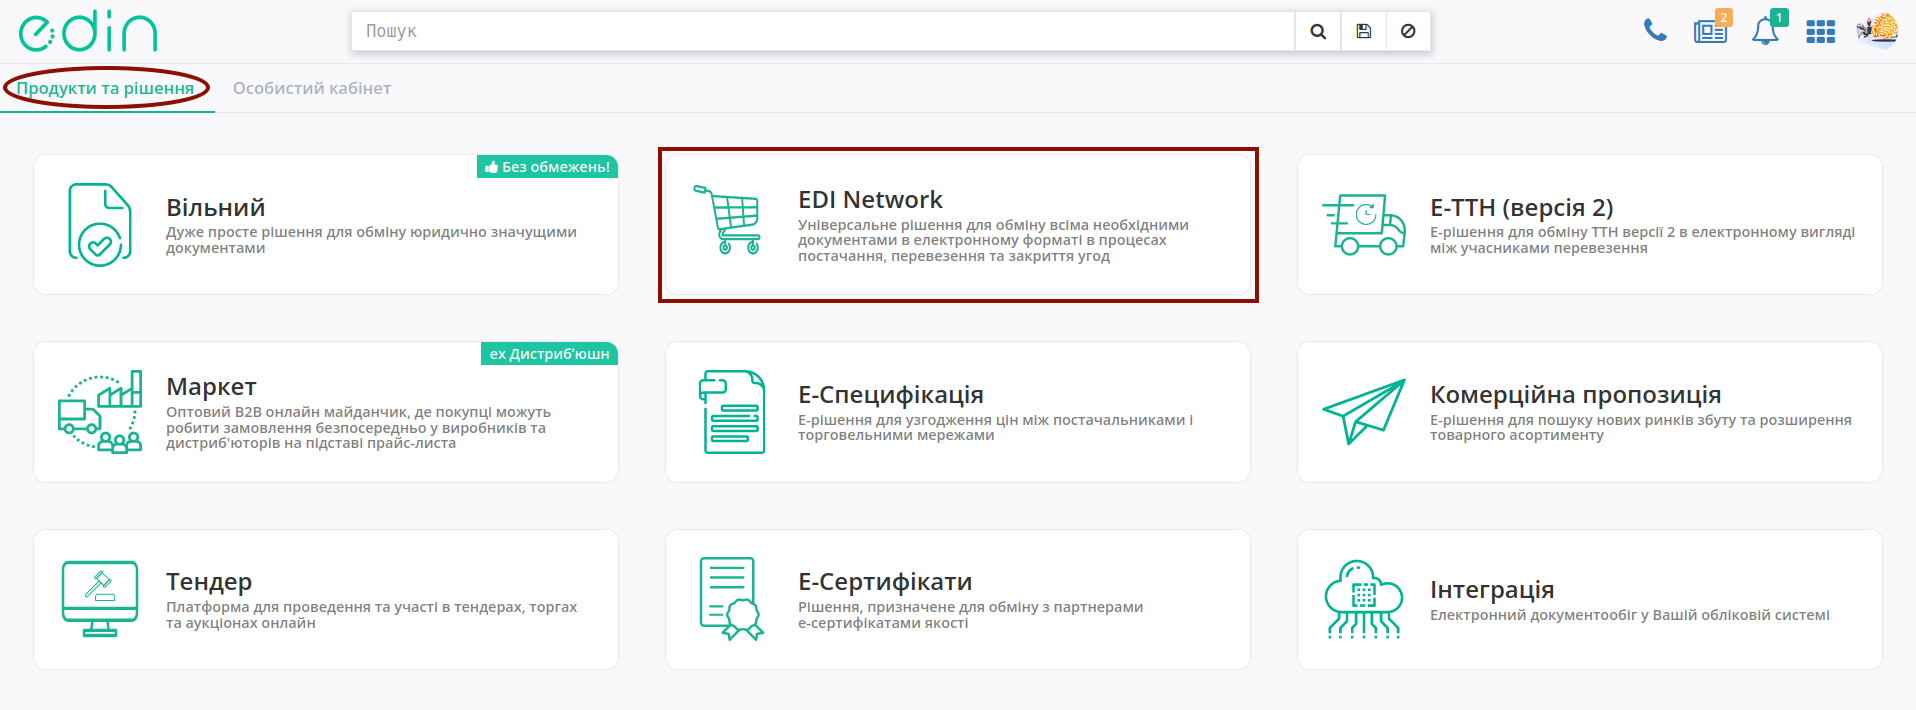 edin
Пошук
2
1
Продукти та рішення
Особистий кабінет
Без обмежень!
Вільний
Дуже просте рішення для обміну юридично значущими
документами
EDI Network
Універсальне рішення для обміну всіма необхідними
документами в електронному форматі в процесах
постачання, перевезення та закриття угод
Е-ТТН (версія 2)
Е-рішення для обміну ТТН версії 2 в електронному вигляді
між учасниками перевезення
ex Дистриб'юшн
Маркет
Оптовий B2B онлайн майданчик, де покупці можуть
робити замовлення безпосередньо у виробників та
дистриб'юторів на підставі прайс-листа
Е-Специфікація
Е-рішення для узгодження цін між постачальниками і
торговельними мережами
Комерційна пропозиція
Е-рішення для пошуку нових ринків збуту та розширення
товарного асортименту
Тендер
Платформа для проведення та участі в тендерах, торгах
та аукціонах онлайн
Е-Сертифікати
Рішення, призначене для обміну з партнерами
е-сертифікатами якості
Інтеграція
Електронний документообіг у Вашій обліковій системі